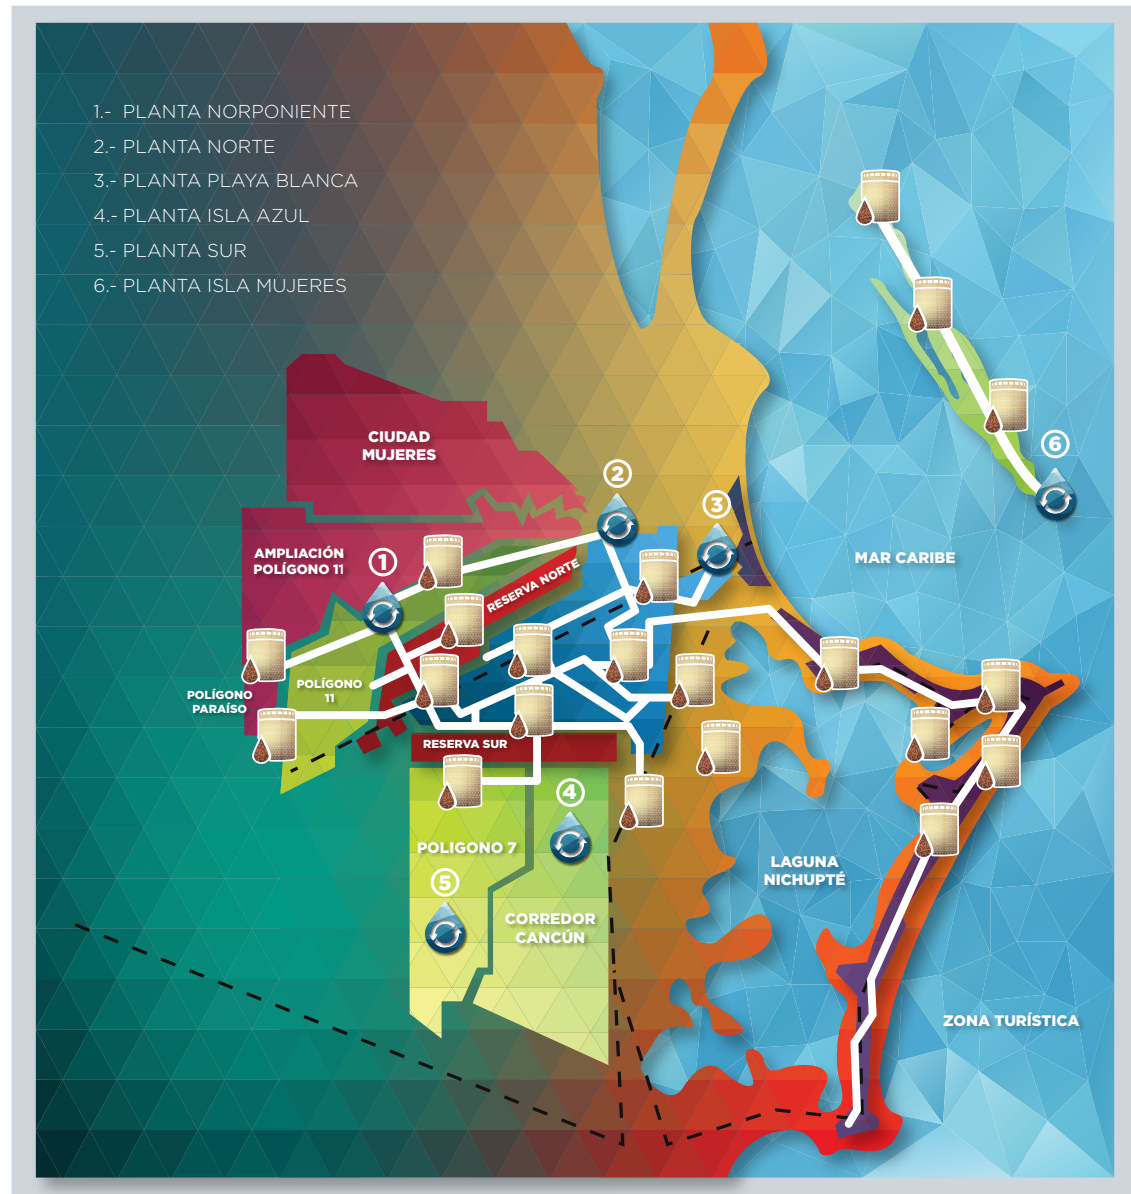 1.- PLANTA NORPONIENTE
2.- PLANTA NORTE
3.- PLANTA PLAYA BLANCA
4.- PLANTA ISLA AZUL
5.- PLANTA SUR
6.- PLANTA ISLA MUJERES
CIUDAD
MUJERES
6
2
3
AMPLIACIÓN
POLÍGONO 11
1
MAR CARIBE
RESERVA NORTE
POLÍGONO
11
POLÍGONO
PARAÍSO
RESERVA SUR
4
POLIGONO 7
LAGUNA
NICHUPTÉ
5
CORREDOR
CANCÚN
ZONA TURÍSTICA